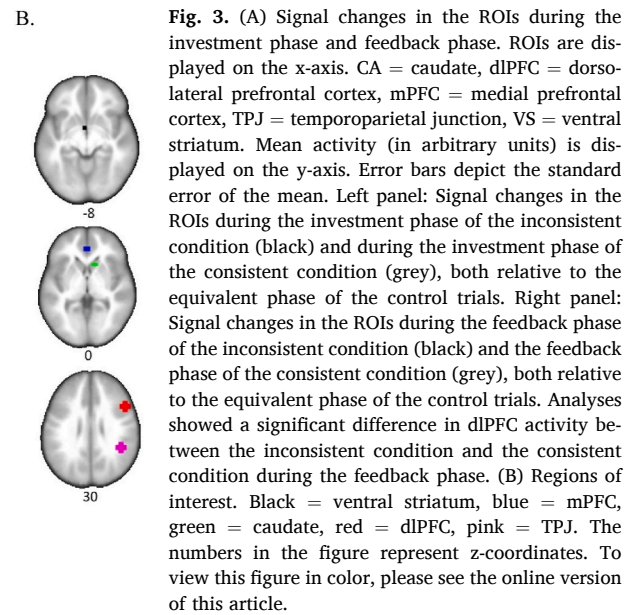 B.
-8
0
30
Fig. 3. (A) Signal changes in the ROIs during the
investment phase and feedback phase. ROIs are dis-
played on the x-axis. CA = caudate, dlPFC = dorso-
lateral prefrontal cortex, mPFC = medial prefrontal
cortex, TPJ = temporoparietal junction, VS = ventral
striatum. Mean activity (in arbitrary units) is dis-
played on the y-axis. Error bars depict the standard
error of the mean. Left panel: Signal changes in the
ROIs during the investment phase of the inconsistent
condition (black) and during the investment phase of
the consistent condition (grey), both relative to the
equivalent phase of the control trials. Right panel:
Signal changes in the ROIs during the feedback phase
of the inconsistent condition (black) and the feedback
phase of the consistent condition (grey), both relative
to the equivalent phase of the control trials. Analyses
showed a significant difference in dlPFC activity be-
tween the inconsistent condition and the consistent
condition during the feedback phase. (B) Regions of
interest. Black = ventral striatum, blue = mPFC,
green = caudate, red = dlPFC, pink = TPJ. The
numbers in the figure represent z-coordinates. To
view this figure in color, please see the online version
of this article.